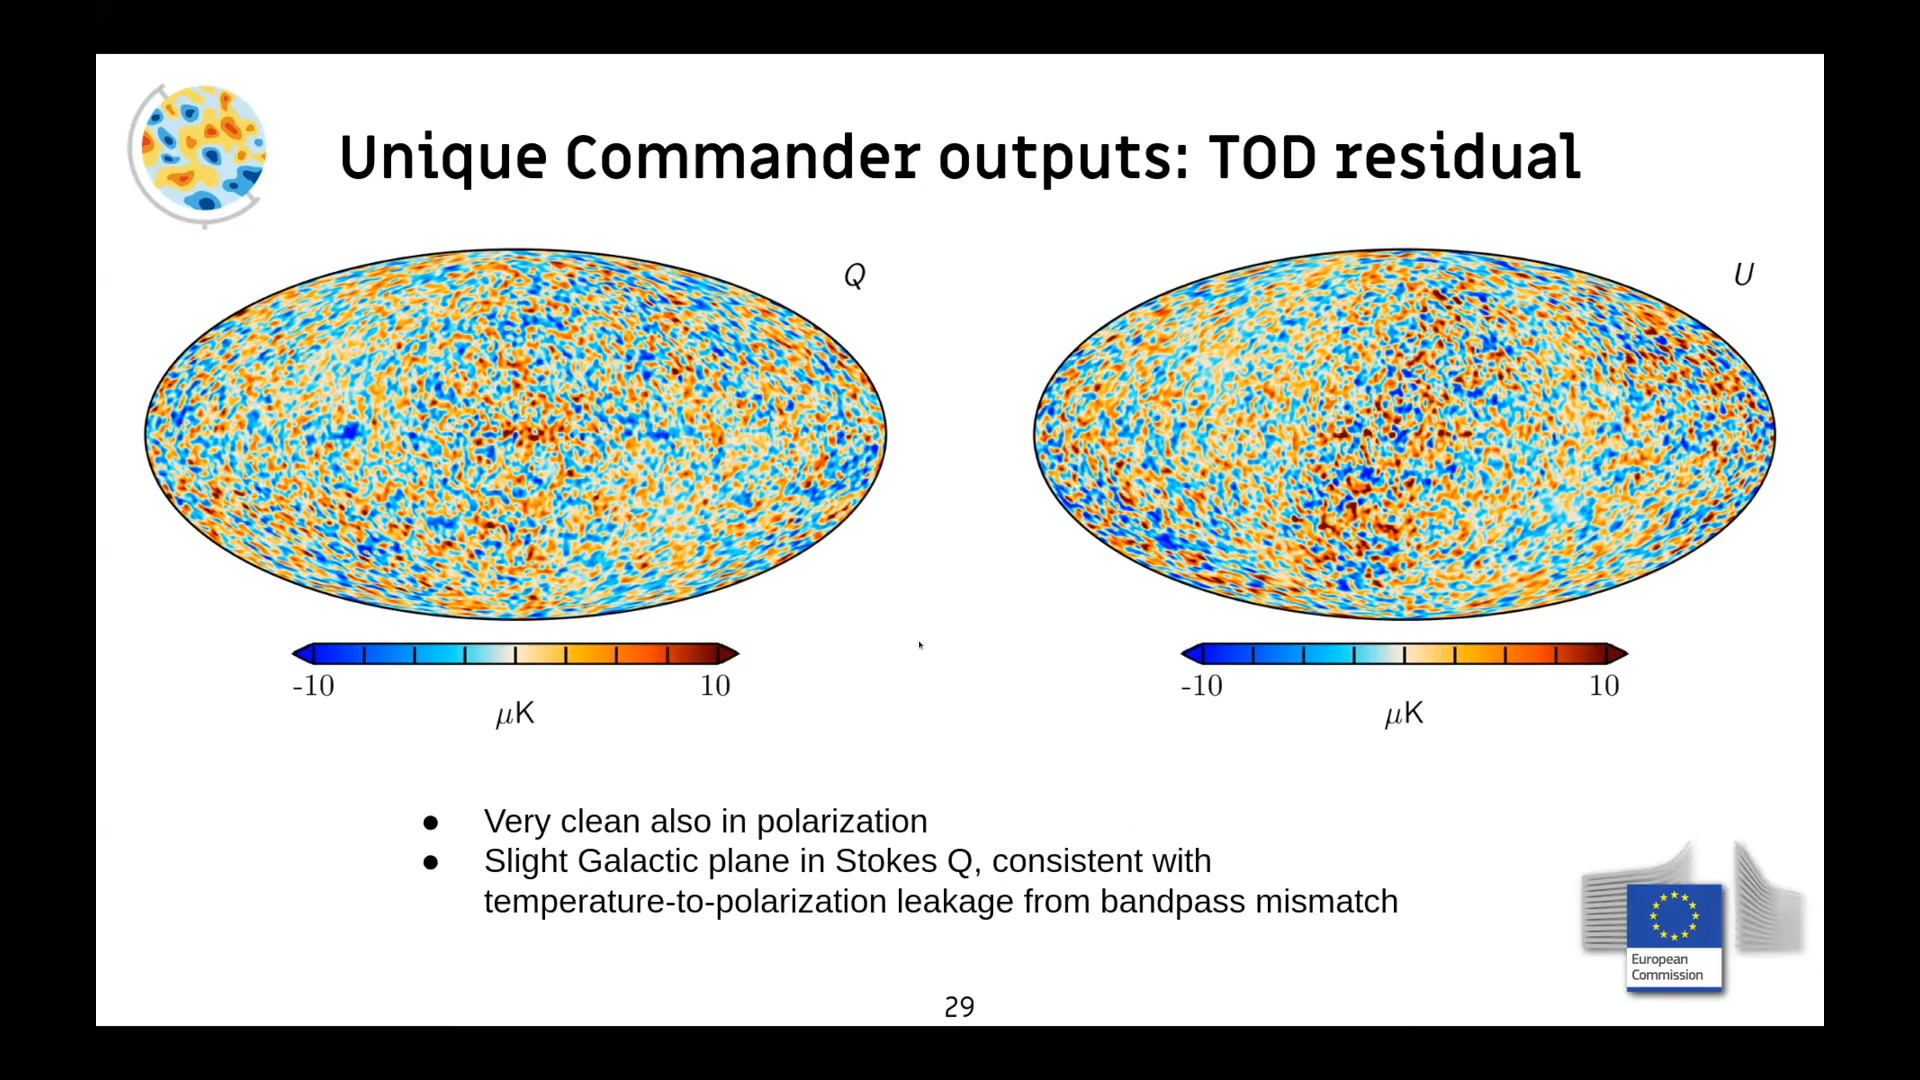 Unique Commander outputs: TOD residual
Q
U
-10
10
μK
-10
10
μK
● Very clean also in polarization
● Slight Galactic plane in Stokes Q, consistent with
temperature-to-polarization leakage from bandpass mismatch
European
Commission
29